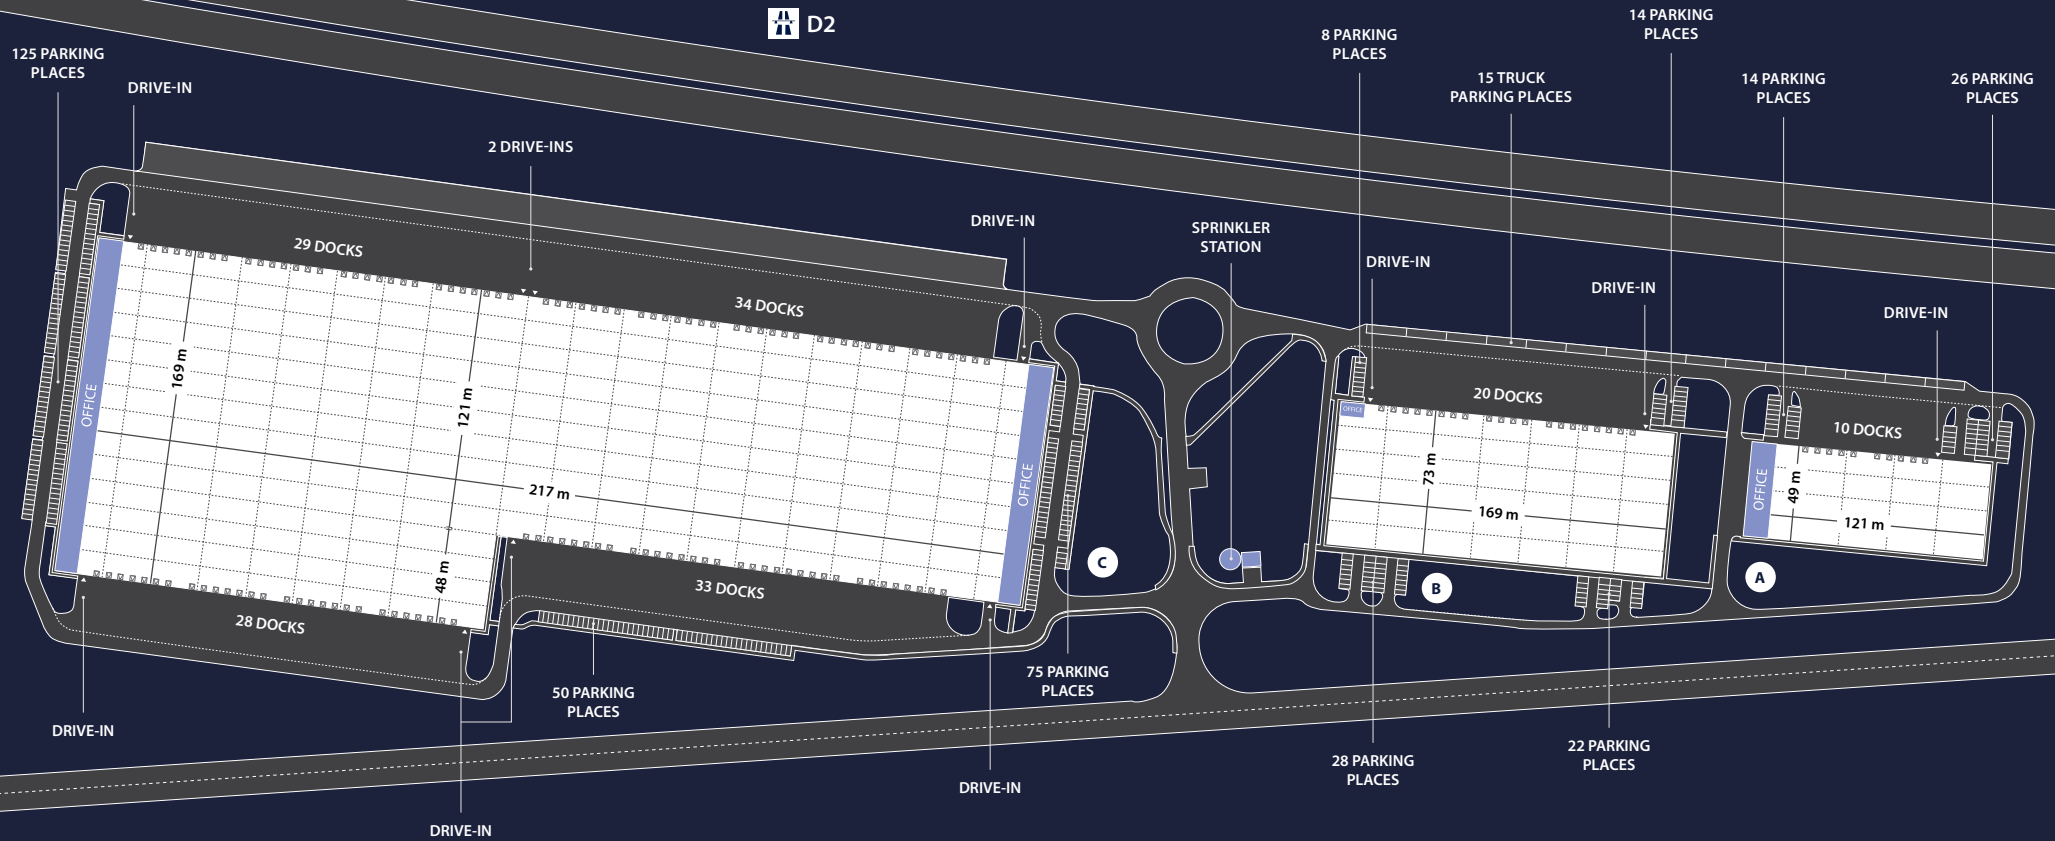 D2
125 PARKING
PLACES
DRIVE-IN
2 DRIVE-INS
DRIVE-IN
SPRINKLER
STATION
8 PARKING
PLACES
DRIVE-IN
15 TRUCK
PARKING PLACES
14 PARKING
PLACES
DRIVE-IN
14 PARKING
PLACES
26 PARKING
PLACES
DRIVE-IN
29 DOCKS
34 DOCKS
20 DOCKS
10 DOCKS
OFFICE
169 m
121 m
217 m
48 m
OFFICE
OFFICE
73 m
169 m
OFFICE
49 m
121 m
28 DOCKS
33 DOCKS
C
B
A
DRIVE-IN
DRIVE-IN
50 PARKING
PLACES
75 PARKING
PLACES
DRIVE-IN
28 PARKING
PLACES
22 PARKING
PLACES